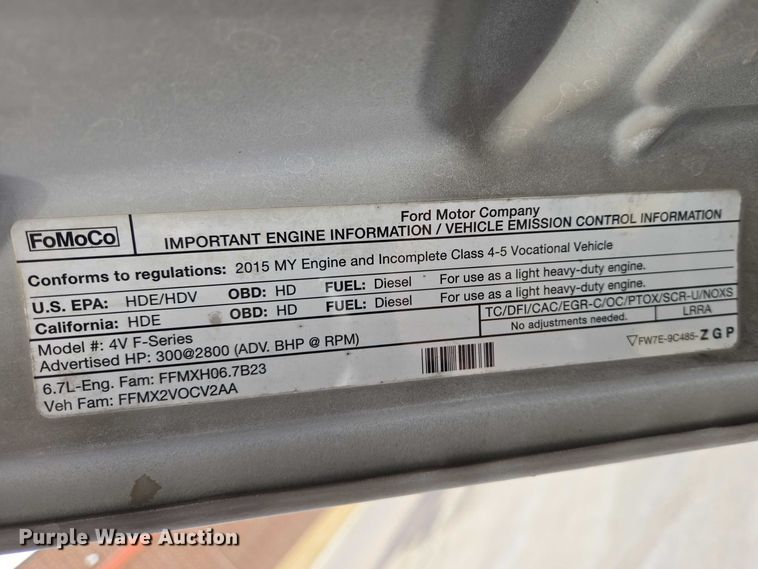 FoMoCo
Ford Motor Company
IMPORTANT ENGINE INFORMATION / VEHICLE EMISSION CONTROL INFORMATION
Conforms to regulations: 2015 MY Engine and Incomplete Class 4-5 Vocational Vehicle
U.S. EPA: HDE/HDV OBD: HD FUEL: Diesel For use as a light heavy-duty engine.
California: HDE OBD: HD FUEL: Diesel For use as a light heavy-duty engine.
Model #: 4V F-Series
TC/DFI/CAC/EGR-C/OC/PTOX/SCR-U/NOXS
Advertised HP: 300@2800 (ADV. BHP @ RPM)
No adjustments needed. LRRA
6.7L-Eng. Fam: FFMXH06.7B23
▽FW7E-9C485-ZGP
Veh Fam: FFMX2VOCV2AA
Purple Wave Auction